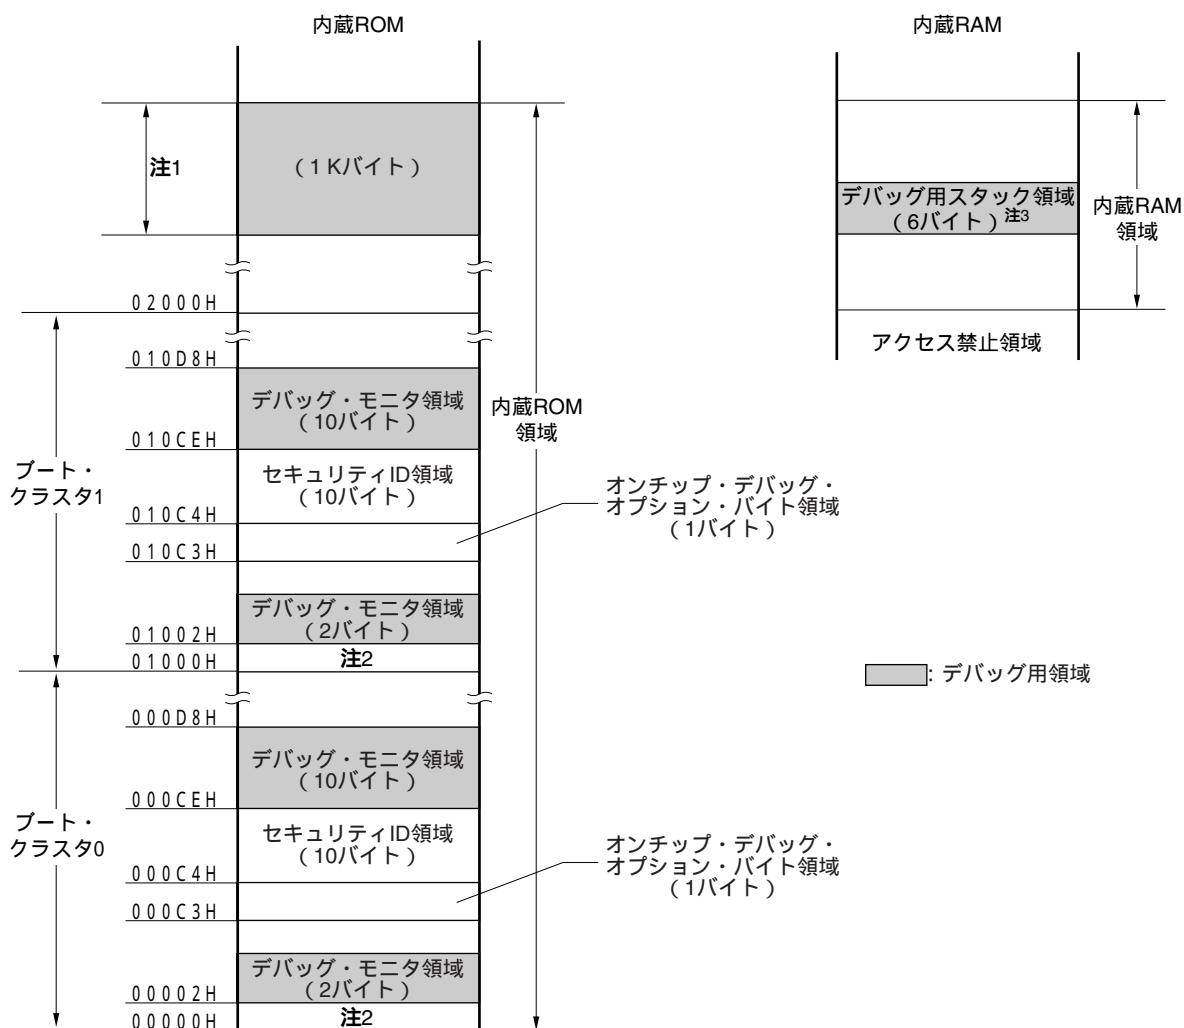 内蔵ROM
内蔵RAM
注1
（1 Kバイト）
デバッグ用スタック領域
（6バイト）注3
内蔵RAM
領域
アクセス禁止領域
02000H
010D8H
デバッグ・モニタ領域
（10バイト）
内蔵ROM
領域
010CEH
ブート・
クラスタ1
セキュリティID領域
（10バイト）
オンチップ・デバッグ・
オプション・バイト領域
（1バイト）
010C4H
010C3H
デバッグ・モニタ領域
（2バイト）
01002H
01000H
注2
: デバッグ用領域
000D8H
デバッグ・モニタ領域
（10バイト）
000CEH
ブート・
クラスタ0
セキュリティID領域
（10バイト）
オンチップ・デバッグ・
オプション・バイト領域
（1バイト）
000C4H
000C3H
デバッグ・モニタ領域
（2バイト）
00002H
00000H
注2